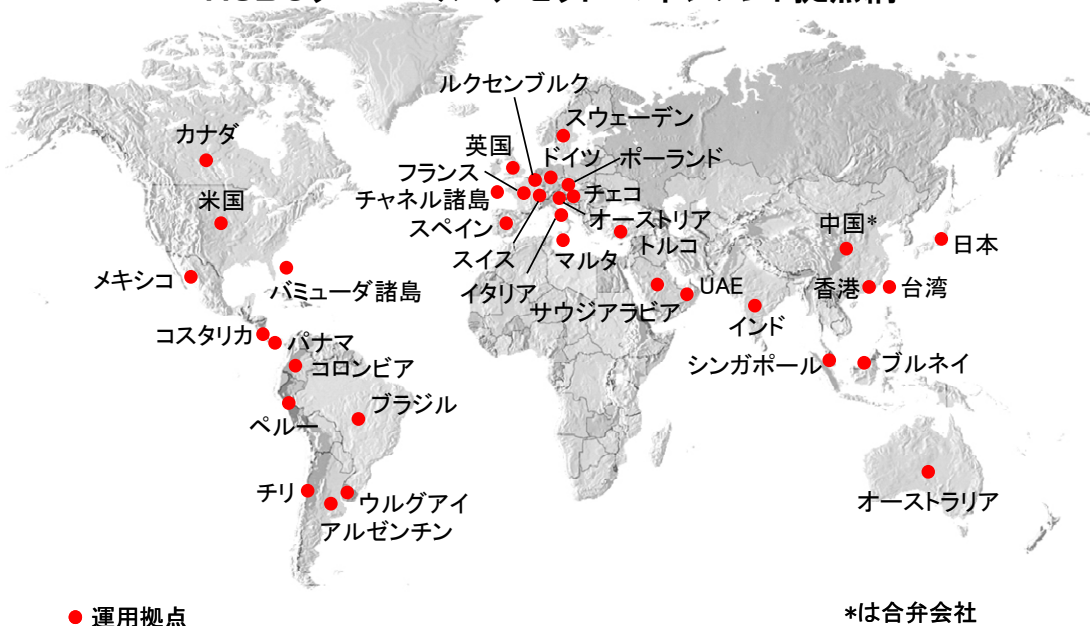 ルクセンブルク
スウェーデン
カナダ
英国
ドイツ
ポーランド
フランス
チャネル諸島
チェコ
米国
スペイン
オーストリア
中国*
トルコ
日本
スイス
マルタ
メキシコ
バミューダ諸島
イタリア
UAE
香港
台湾
サウジアラビア
インド
コスタリカ
パナマ
コロンビア
シンガポール
ブルネイ
ペルー
ブラジル
チリ
ウルグアイ
アルゼンチン
オーストラリア
運用拠点
*は合弁会社